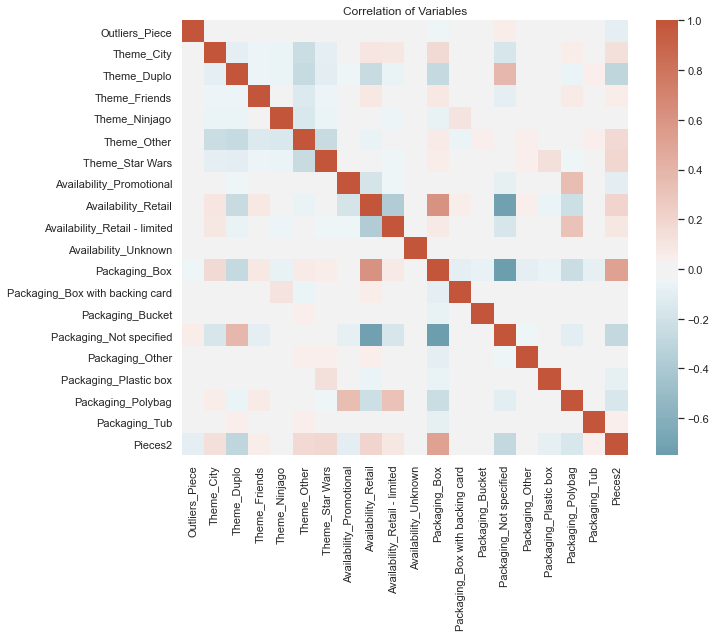 Correlation of Variables
Outliers_Piece
Theme_City
Theme_Duplo
Theme_Friends
Theme_Ninjago
Theme_Other
Theme_Star Wars
Availability_Promotional
Availability_Retail
Availability_Retail - limited
Availability_Unknown
Packaging_Box
Packaging_Box with backing card
Packaging_Bucket
Packaging_Not specified
Packaging_Other
Packaging_Plastic box
Packaging_Polybag
Packaging_Tub
Pieces2
Outliers_Piece
Theme_City
Theme_Duplo
Theme_Friends
Theme_Ninjago
Theme_Other
Theme_Star Wars
Availability_Promotional
Availability_Retail
Availability_Retail - limited
Availability_Unknown
Packaging_Box
Packaging_Box with backing card
Packaging_Bucket
Packaging_Not specified
Packaging_Other
Packaging_Plastic box
Packaging_Polybag
Packaging_Tub
Pieces2
1.0
0.8
0.6
0.4
0.2
0.0
−0.2
−0.4
−0.6